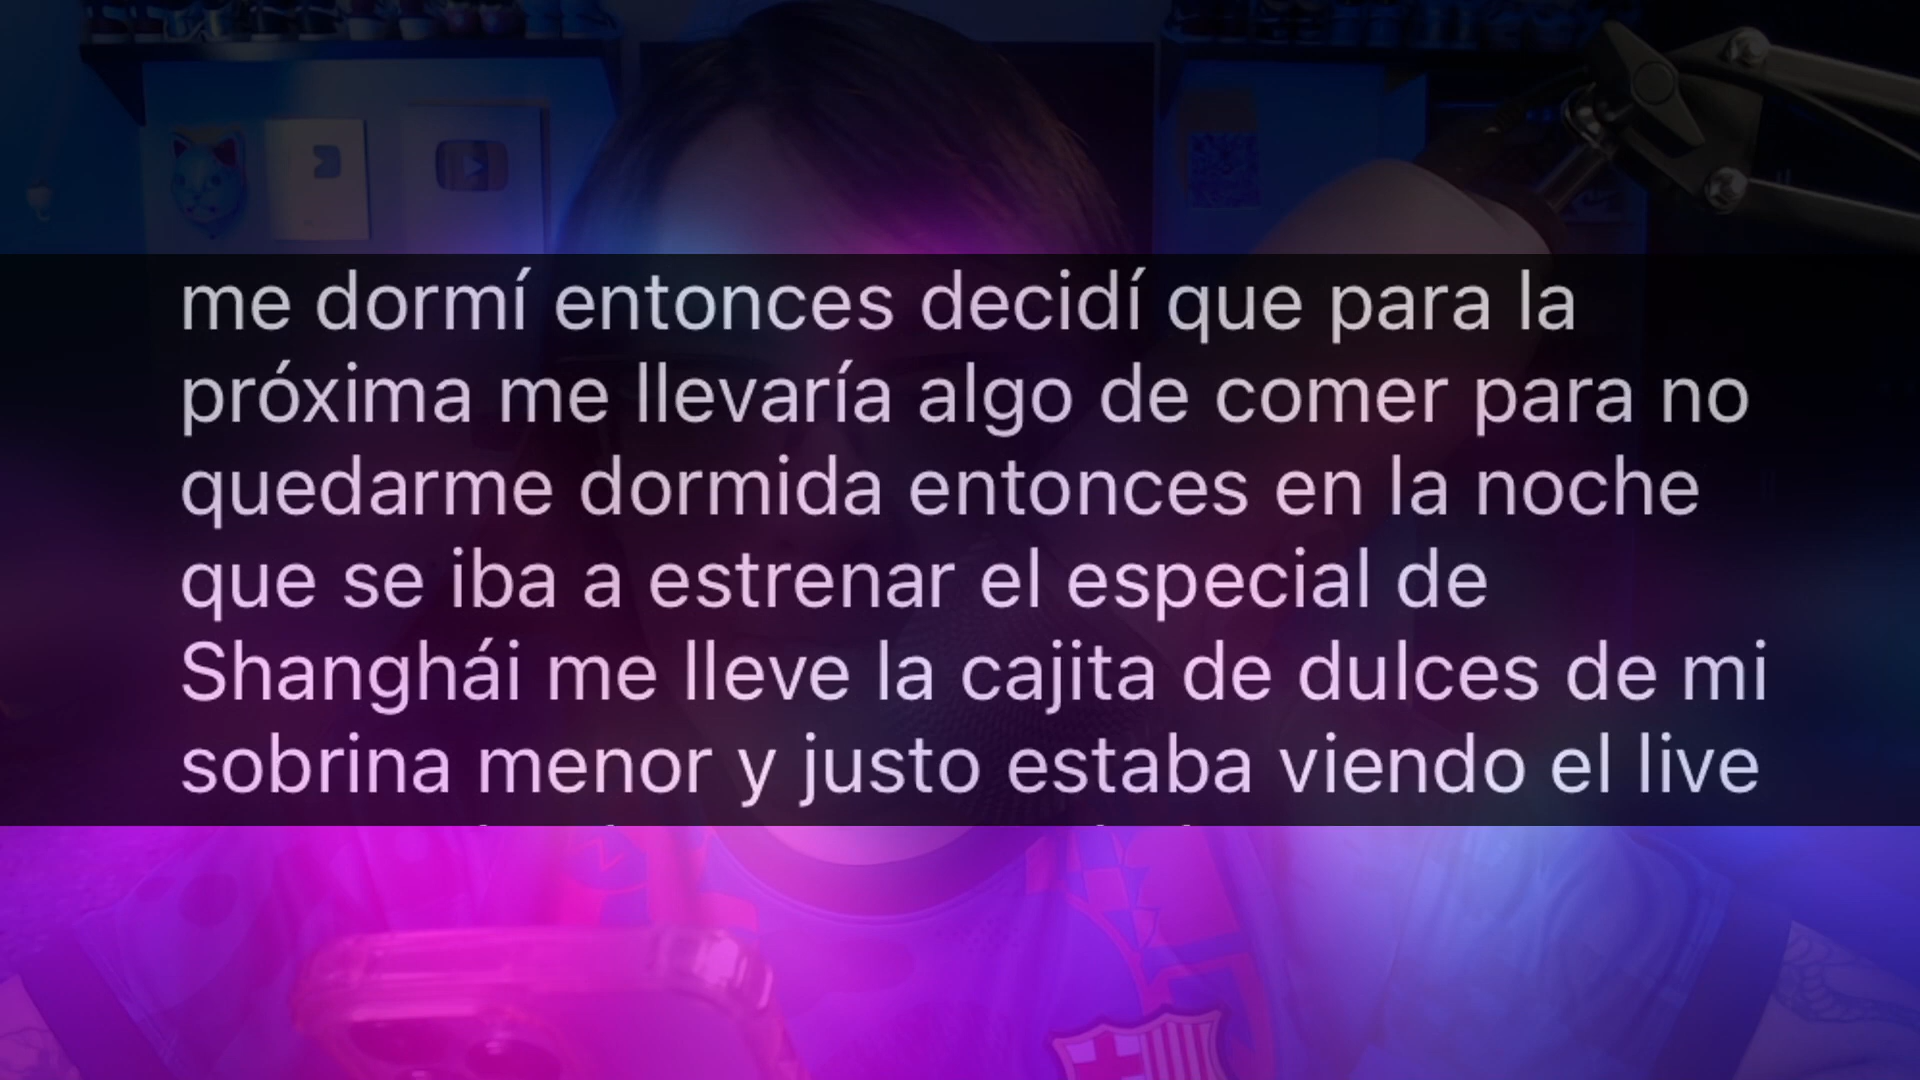 me dormí entonces decidí que para la
próxima me llevaría algo de comer para no
quedarme dormida entonces en la noche
que se iba a estrenar el especial de
Shanghái me lleve la cajita de dulces de mi
sobrina menor y justo estaba viendo el live